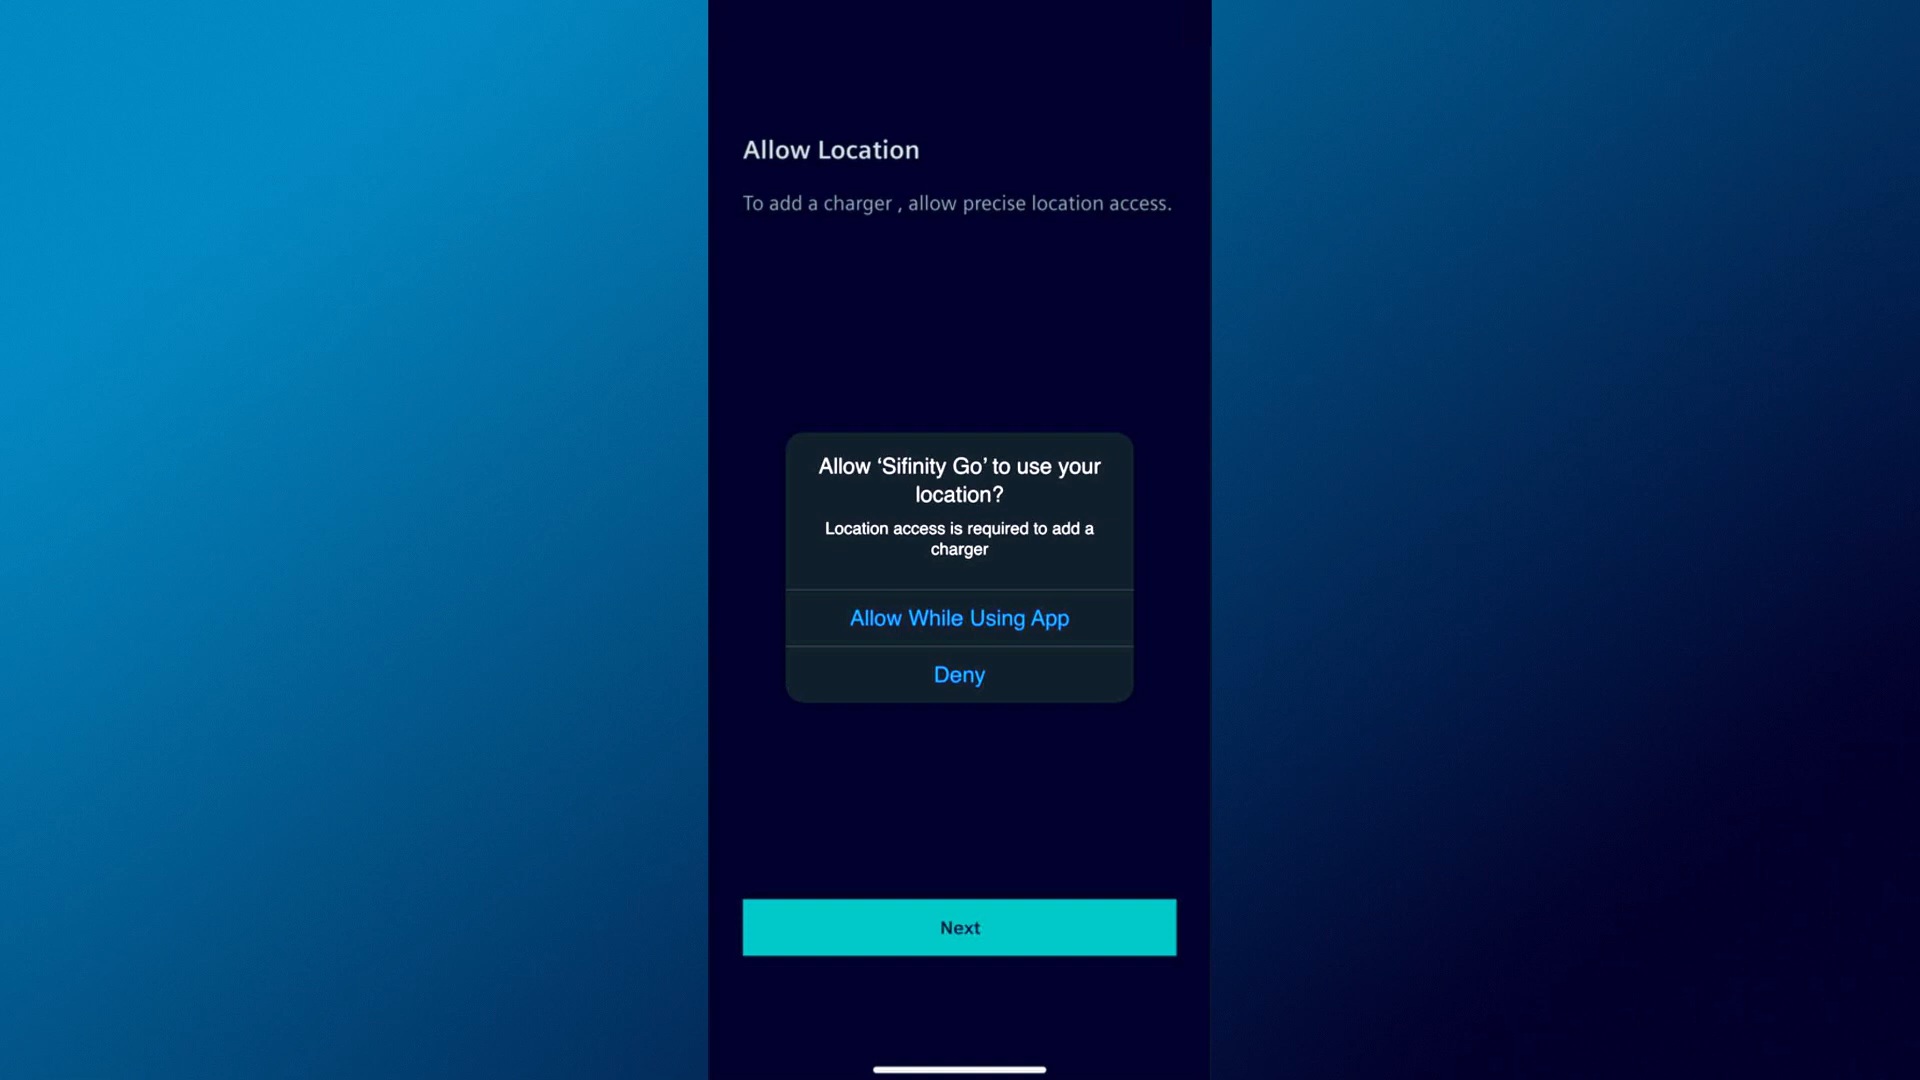 Allow Location
To add a charger , allow precise location access.
Allow ‘Sifinity Go’ to use your
location?
Location access is required to add a
charger
Allow While Using App
Deny
Next